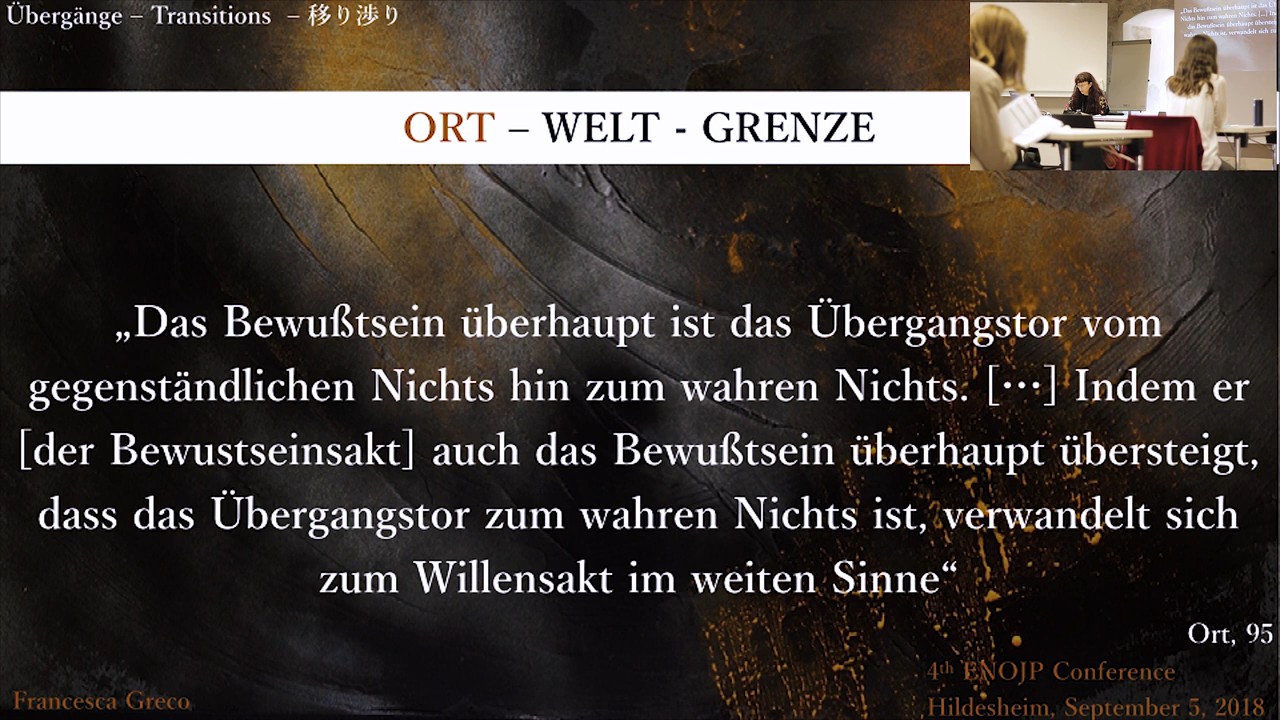 Übergänge – Transitions – 移り渉り
ORT – WELT - GRENZE
„Das Bewußtsein überhaupt ist das Übergangstor vom
gegenständlichen Nichts hin zum wahren Nichts. […] Indem er
[der Bewustseinsakt] auch das Bewußtsein überhaupt übersteigt,
dass das Übergangstor zum wahren Nichts ist, verwandelt sich
zum Willensakt im weiten Sinne“
Ort, 95
4th ENOJP Conference
Francesca Greco
Hildesheim, September 5, 2018